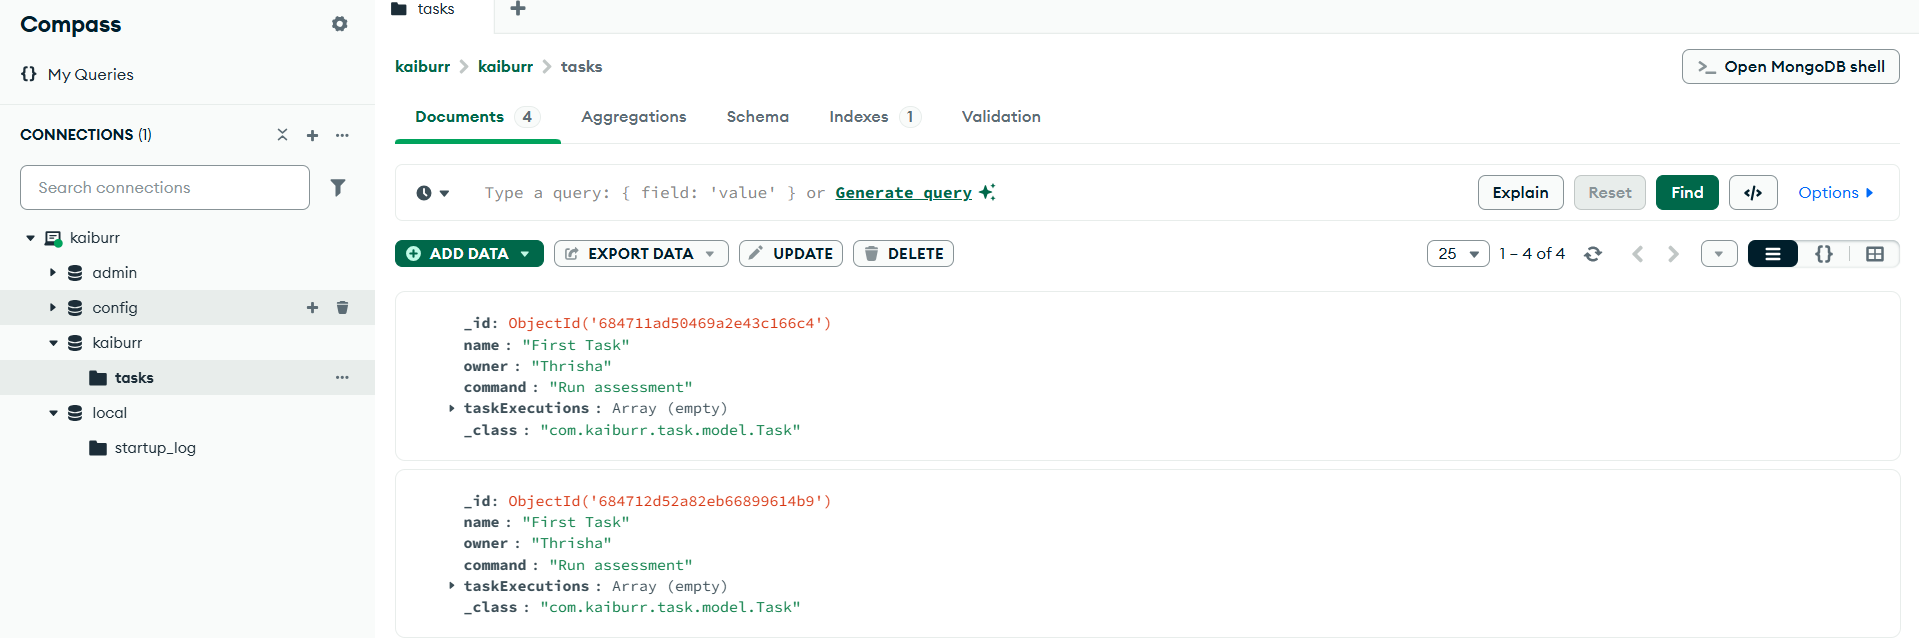 Compass
My Queries
CONNECTIONS (1)
Search connections
kaiburr
admin
config
kaiburr
tasks
local
startup_log
tasks
kaiburr > kaiburr > tasks
>_ Open MongoDB shell
Documents 4 Aggregations Schema Indexes 1 Validation
Type a query: { field: 'value' } or Generate query
Explain Reset Find </> Options
ADD DATA EXPORT DATA UPDATE DELETE
25 1 – 4 of 4 {}
_id: ObjectId('684711ad50469a2e43c166c4')
name : "First Task"
owner : "Thrisha"
command : "Run assessment"
taskExecutions : Array (empty)
_class : "com.kaiburr.task.model.Task"
_id: ObjectId('684712d52a82eb66899614b9')
name : "First Task"
owner : "Thrisha"
command : "Run assessment"
taskExecutions : Array (empty)
_class : "com.kaiburr.task.model.Task"